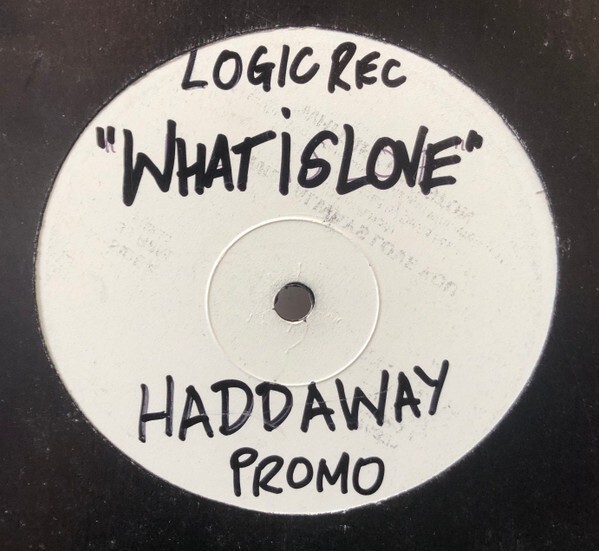 LOGIC REC
"WHAT iS LOVE"
HADDAWAY
PROMO